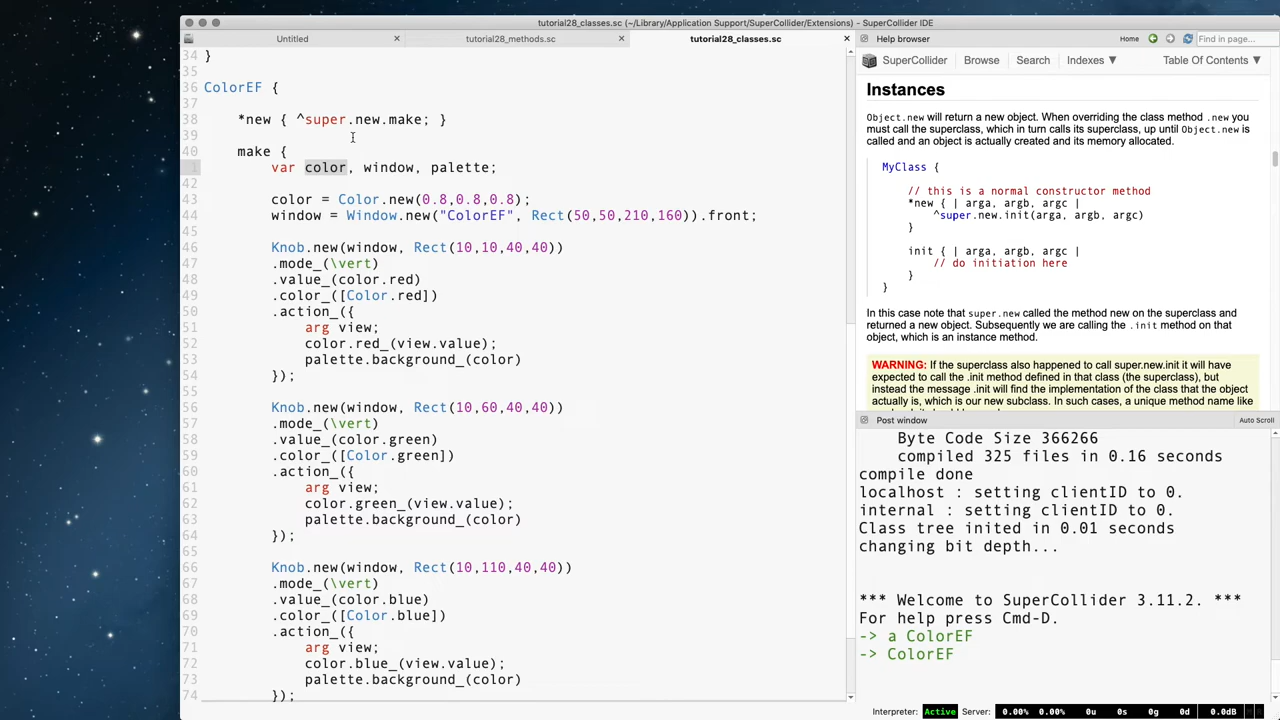 tutorial28_classes.sc (~/Library/Application Support/SuperCollider/Extensions) - SuperCollider IDE
Untitled
tutorial28_methods.sc
tutorial28_classes.sc
34 }
35
36 ColorEF {
37
38 *new { ^super.new.make; }
39
40 make {
1 var color, window, palette;
42
43 color = Color.new(0.8,0.8,0.8);
44 window = Window.new("ColorEF", Rect(50,50,210,160)).front;
45
46 Knob.new(window, Rect(10,10,40,40))
47 .mode_(\vert)
48 .value_(color.red)
49 .color_([Color.red])
50 .action_({
51 arg view;
52 color.red_(view.value);
53 palette.background_(color)
54 });
55
56 Knob.new(window, Rect(10,60,40,40))
57 .mode_(\vert)
58 .value_(color.green)
59 .color_([Color.green])
60 .action_({
61 arg view;
62 color.green_(view.value);
63 palette.background_(color)
64 });
65
66 Knob.new(window, Rect(10,110,40,40))
67 .mode_(\vert)
68 .value_(color.blue)
69 .color_([Color.blue])
70 .action_({
71 arg view;
72 color.blue_(view.value);
73 palette.background_(color)
74 });
Help browser
Home
Find in page...
SuperCollider Browse Search Indexes ▼ Table Of Contents ▼
Instances
Object.new will return a new object. When overriding the class method .new you
must call the superclass, which in turn calls its superclass, up until Object.new is
called and an object is actually created and its memory allocated.
MyClass {
// this is a normal constructor method
*new { | arga, argb, argc |
^super.new.init(arga, argb, argc)
}
init { | arga, argb, argc |
// do initiation here
}
}
In this case note that super.new called the method new on the superclass and
returned a new object. Subsequently we are calling the .init method on that
object, which is an instance method.
WARNING: If the superclass also happened to call super.new.init it will have
expected to call the .init method defined in that class (the superclass), but
instead the message .init will find the implementation of the class that the object
actually is, which is our new subclass. In such cases, a unique method name like
Post window
Auto Scroll
Byte Code Size 366266
compiled 325 files in 0.16 seconds
compile done
localhost : setting clientID to 0.
internal : setting clientID to 0.
Class tree inited in 0.01 seconds
changing bit depth...
*** Welcome to SuperCollider 3.11.2. ***
For help press Cmd-D.
-> a ColorEF
-> ColorEF
Interpreter: Active Server: 0.00% 0.00% 0u 0s 0g 0d 0.0dB